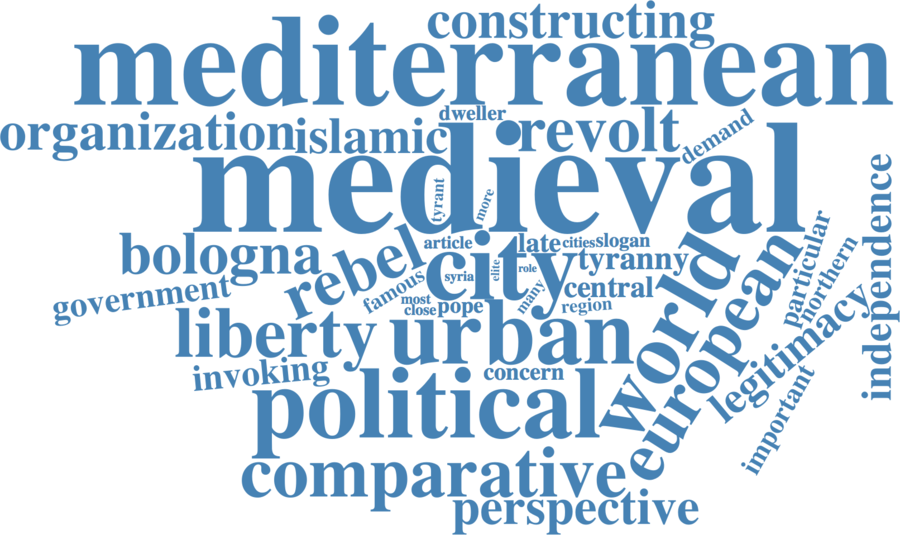 constructing
mediterranean
dweller
organization
islamic
revolt
demand
medieval
tyrant
more
independence
bologna
rebel
article
city
late
cities
slogan
tyranny
world
european
particular
northern
syria
elite
role
many
government
famous
most
close
pope
central
region
liberty
urban
legitimacy
invoking
concern
important
political
comparative
perspective